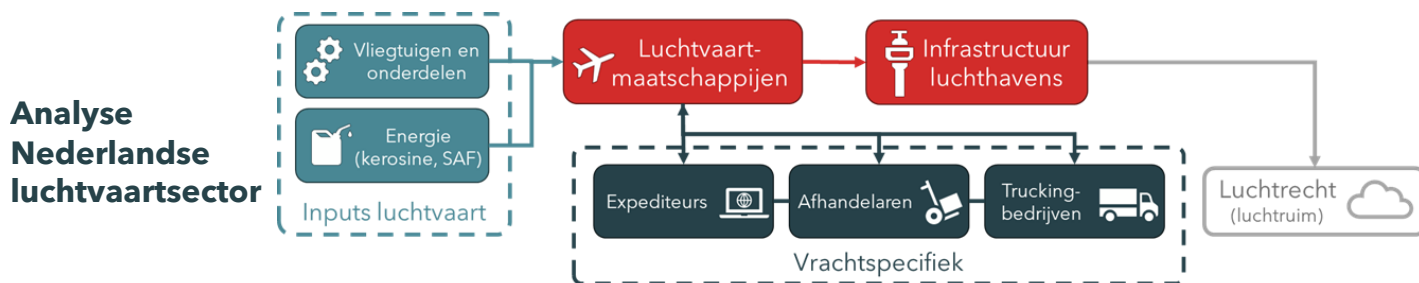 Analyse
Nederlandse
luchtvaartsector
Vliegtuigen en
onderdelen
Energie
(kerosine, SAF)
Inputs luchtvaart
Luchtvaart-
maatschappijen
Infrastructuur
luchthavens
Expediteurs
Afhandelaren
Trucking-
bedrijven
Vrachtspecifiek
Luchtrecht
(luchtruim)